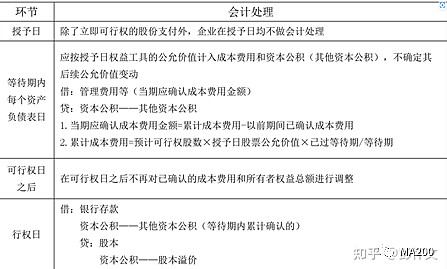 环节 会计处理
授予日 除了立即可行权的股份支付外，企业在授予日均不做会计处理
等待期内
每个资产
负债表日
应按授予日权益工具的公允价值计入成本费用和资本公积（其他资本公积），不确定其
后续公允价值变动
借：管理费用等（当期应确认成本费用金额）
贷：资本公积——其他资本公积
1.当期应确认成本费用金额=累计成本费用-以前期间已确认成本费用
2.累计成本费用=预计可行权股数×授予日股票公允价值×已过等待期/等待期
可行权日
之后
在可行权日之后不再对已确认的成本费用和所有者权益总额进行调整
行权日
借：银行存款
资本公积——其他资本公积（等待期内累计确认的）
贷：股本
资本公积——股本溢价
知乎
MA200